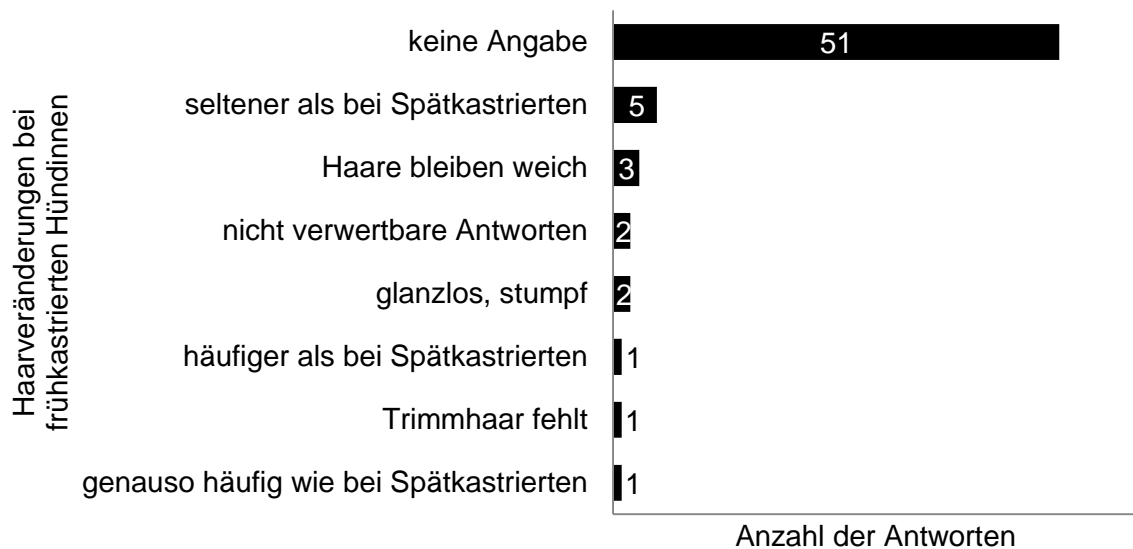 Haarveränderungen bei
frühkastrierten Hündinnen
keine Angabe 51
seltener als bei Spätkastrierten 5
Haare bleiben weich 3
nicht verwertbare Antworten 2
glanzlos, stumpf 2
häufiger als bei Spätkastrierten 1
Trimmhaar fehlt 1
genauso häufig wie bei Spätkastrierten 1
Anzahl der Antworten